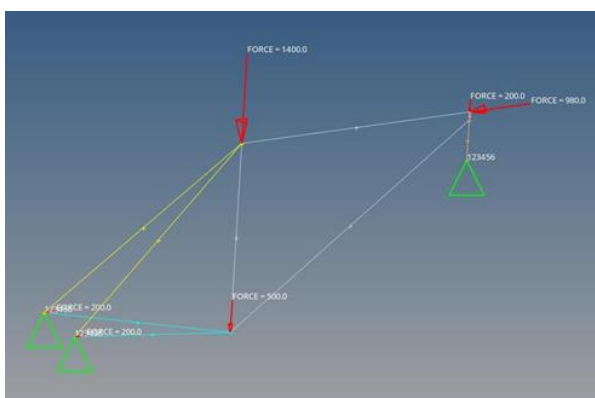 FORCE = 1400.0
FORCE = 200.0
FORCE = 980.0
123456
FORCE = 500.0
FORCE = 200.0
FORCE = 200.0